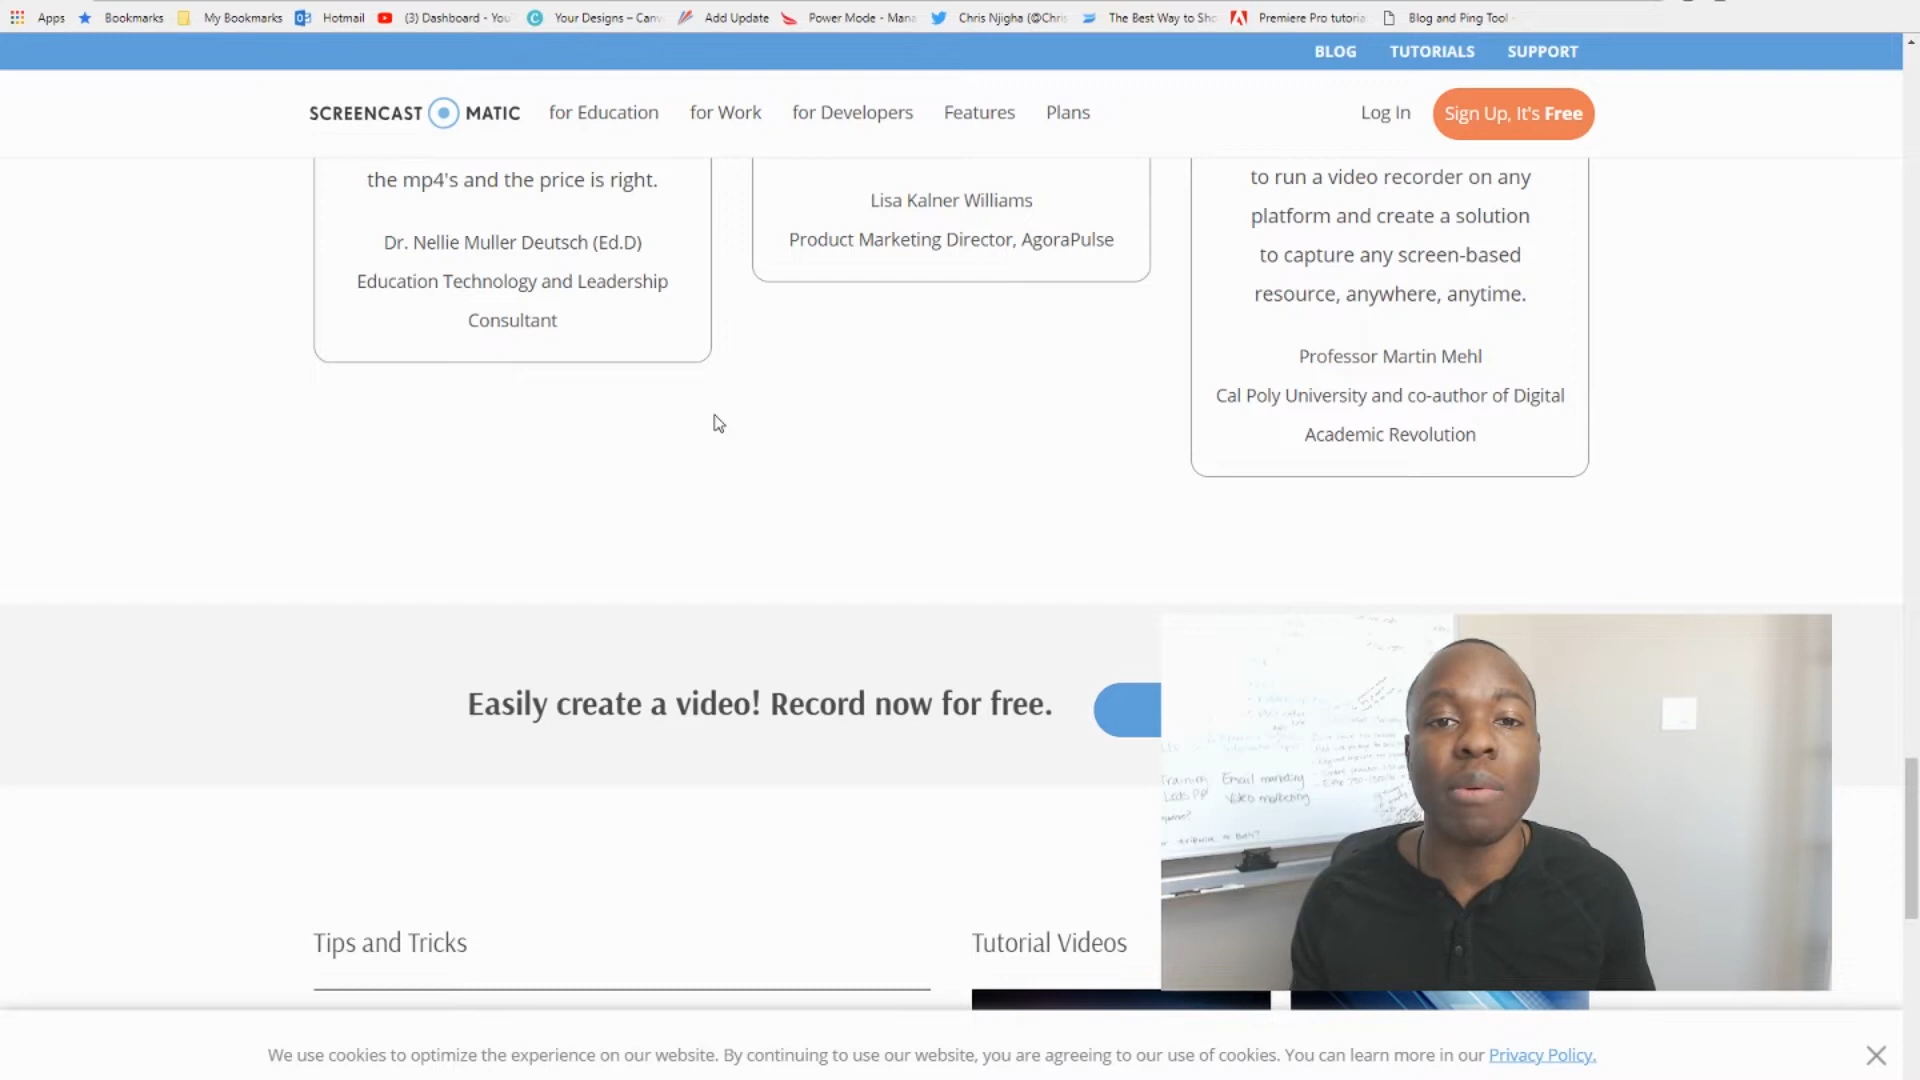 Apps Bookmarks My Bookmarks Hotmail (3) Dashboard - You Your Designs – Canv Add Update Power Mode - Mana Chris Njigha (@Chris The Best Way to Sho Premiere Pro tutoria Blog and Ping Tool -
BLOG TUTORIALS SUPPORT
SCREENCAST MATIC for Education for Work for Developers Features Plans Log In Sign Up, It's Free
the mp4's and the price is right.
Dr. Nellie Muller Deutsch (Ed.D)
Education Technology and Leadership
Consultant
Lisa Kalner Williams
Product Marketing Director, AgoraPulse
to run a video recorder on any
platform and create a solution
to capture any screen-based
resource, anywhere, anytime.
Professor Martin Mehl
Cal Poly University and co-author of Digital
Academic Revolution
Easily create a video! Record now for free.
Training Email marketing
Video marketing
Tips and Tricks
Tutorial Videos
We use cookies to optimize the experience on our website. By continuing to use our website, you are agreeing to our use of cookies. You can learn more in our Privacy Policy.